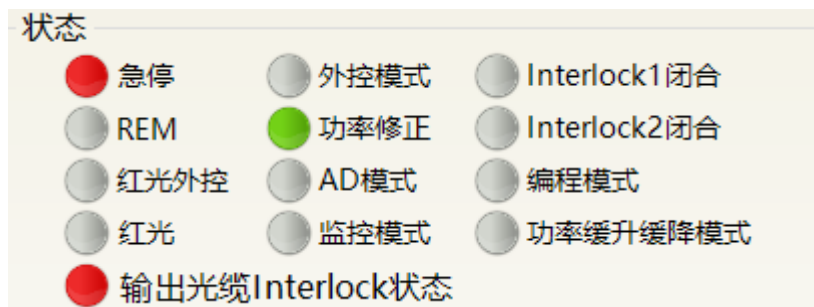 状态
急停 外控模式 Interlock1闭合
REM 功率修正 Interlock2闭合
红光外控 AD模式 编程模式
红光 监控模式 功率缓升缓降模式
输出光缆Interlock状态